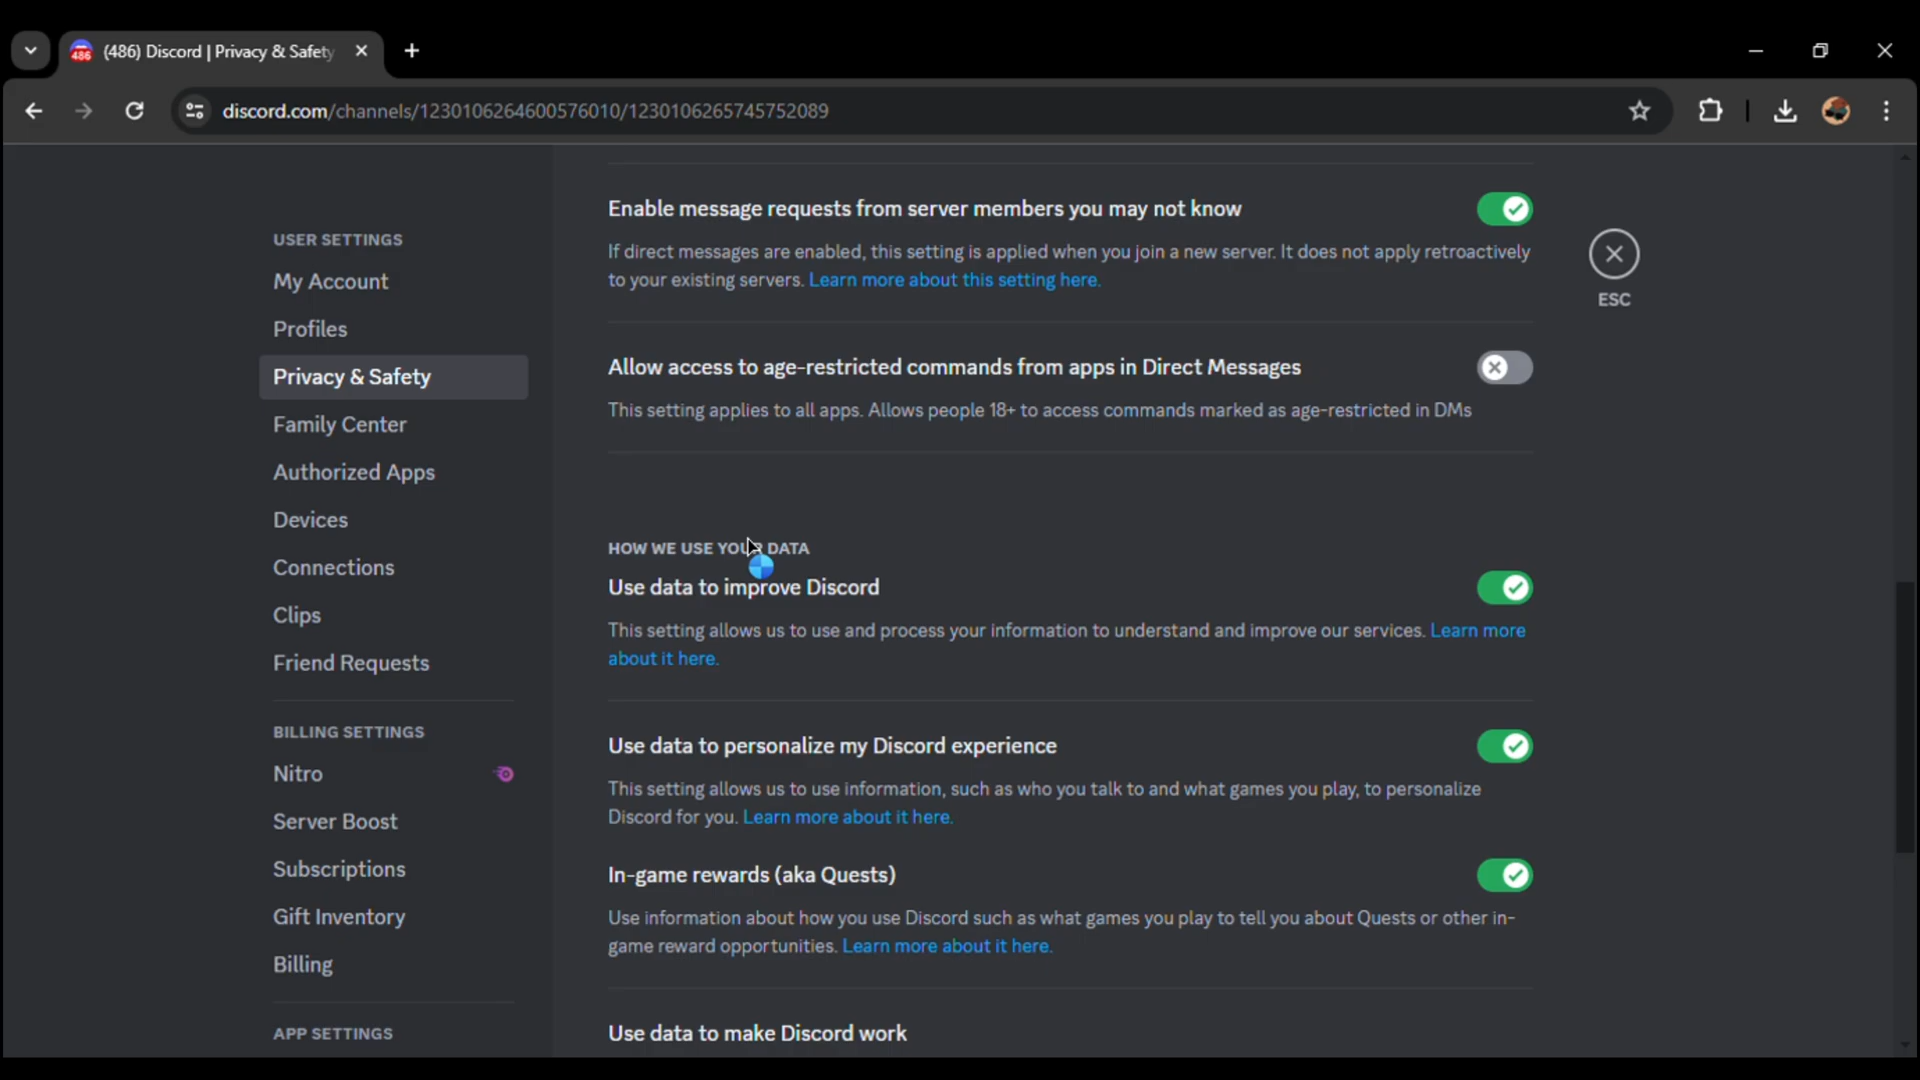 486
(486) Discord | Privacy & Safety
discord.com/channels/1230106264600576010/1230106265745752089
USER SETTINGS
My Account
Profiles
Privacy & Safety
Family Center
Authorized Apps
Devices
Connections
Clips
Friend Requests
BILLING SETTINGS
Nitro
Server Boost
Subscriptions
Gift Inventory
Billing
APP SETTINGS
Enable message requests from server members you may not know
If direct messages are enabled, this setting is applied when you join a new server. It does not apply retroactively
to your existing servers. Learn more about this setting here.
Allow access to age-restricted commands from apps in Direct Messages
This setting applies to all apps. Allows people 18+ to access commands marked as age-restricted in DMs
HOW WE USE YOUR DATA
Use data to improve Discord
This setting allows us to use and process your information to understand and improve our services. Learn more
about it here.
Use data to personalize my Discord experience
This setting allows us to use information, such as who you talk to and what games you play, to personalize
Discord for you. Learn more about it here.
In-game rewards (aka Quests)
Use information about how you use Discord such as what games you play to tell you about Quests or other in-
game reward opportunities. Learn more about it here.
Use data to make Discord work
ESC